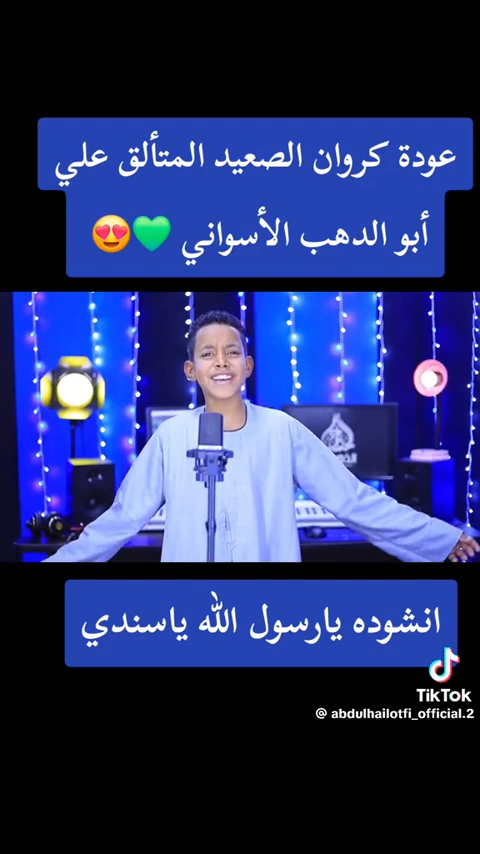 عودة كروان الصعيد المتألق علي
أبو الدهب الأسواني 💚😍
انشوده يارسول الله ياسندي
TikTok
@ abdulhailotfi_official.2